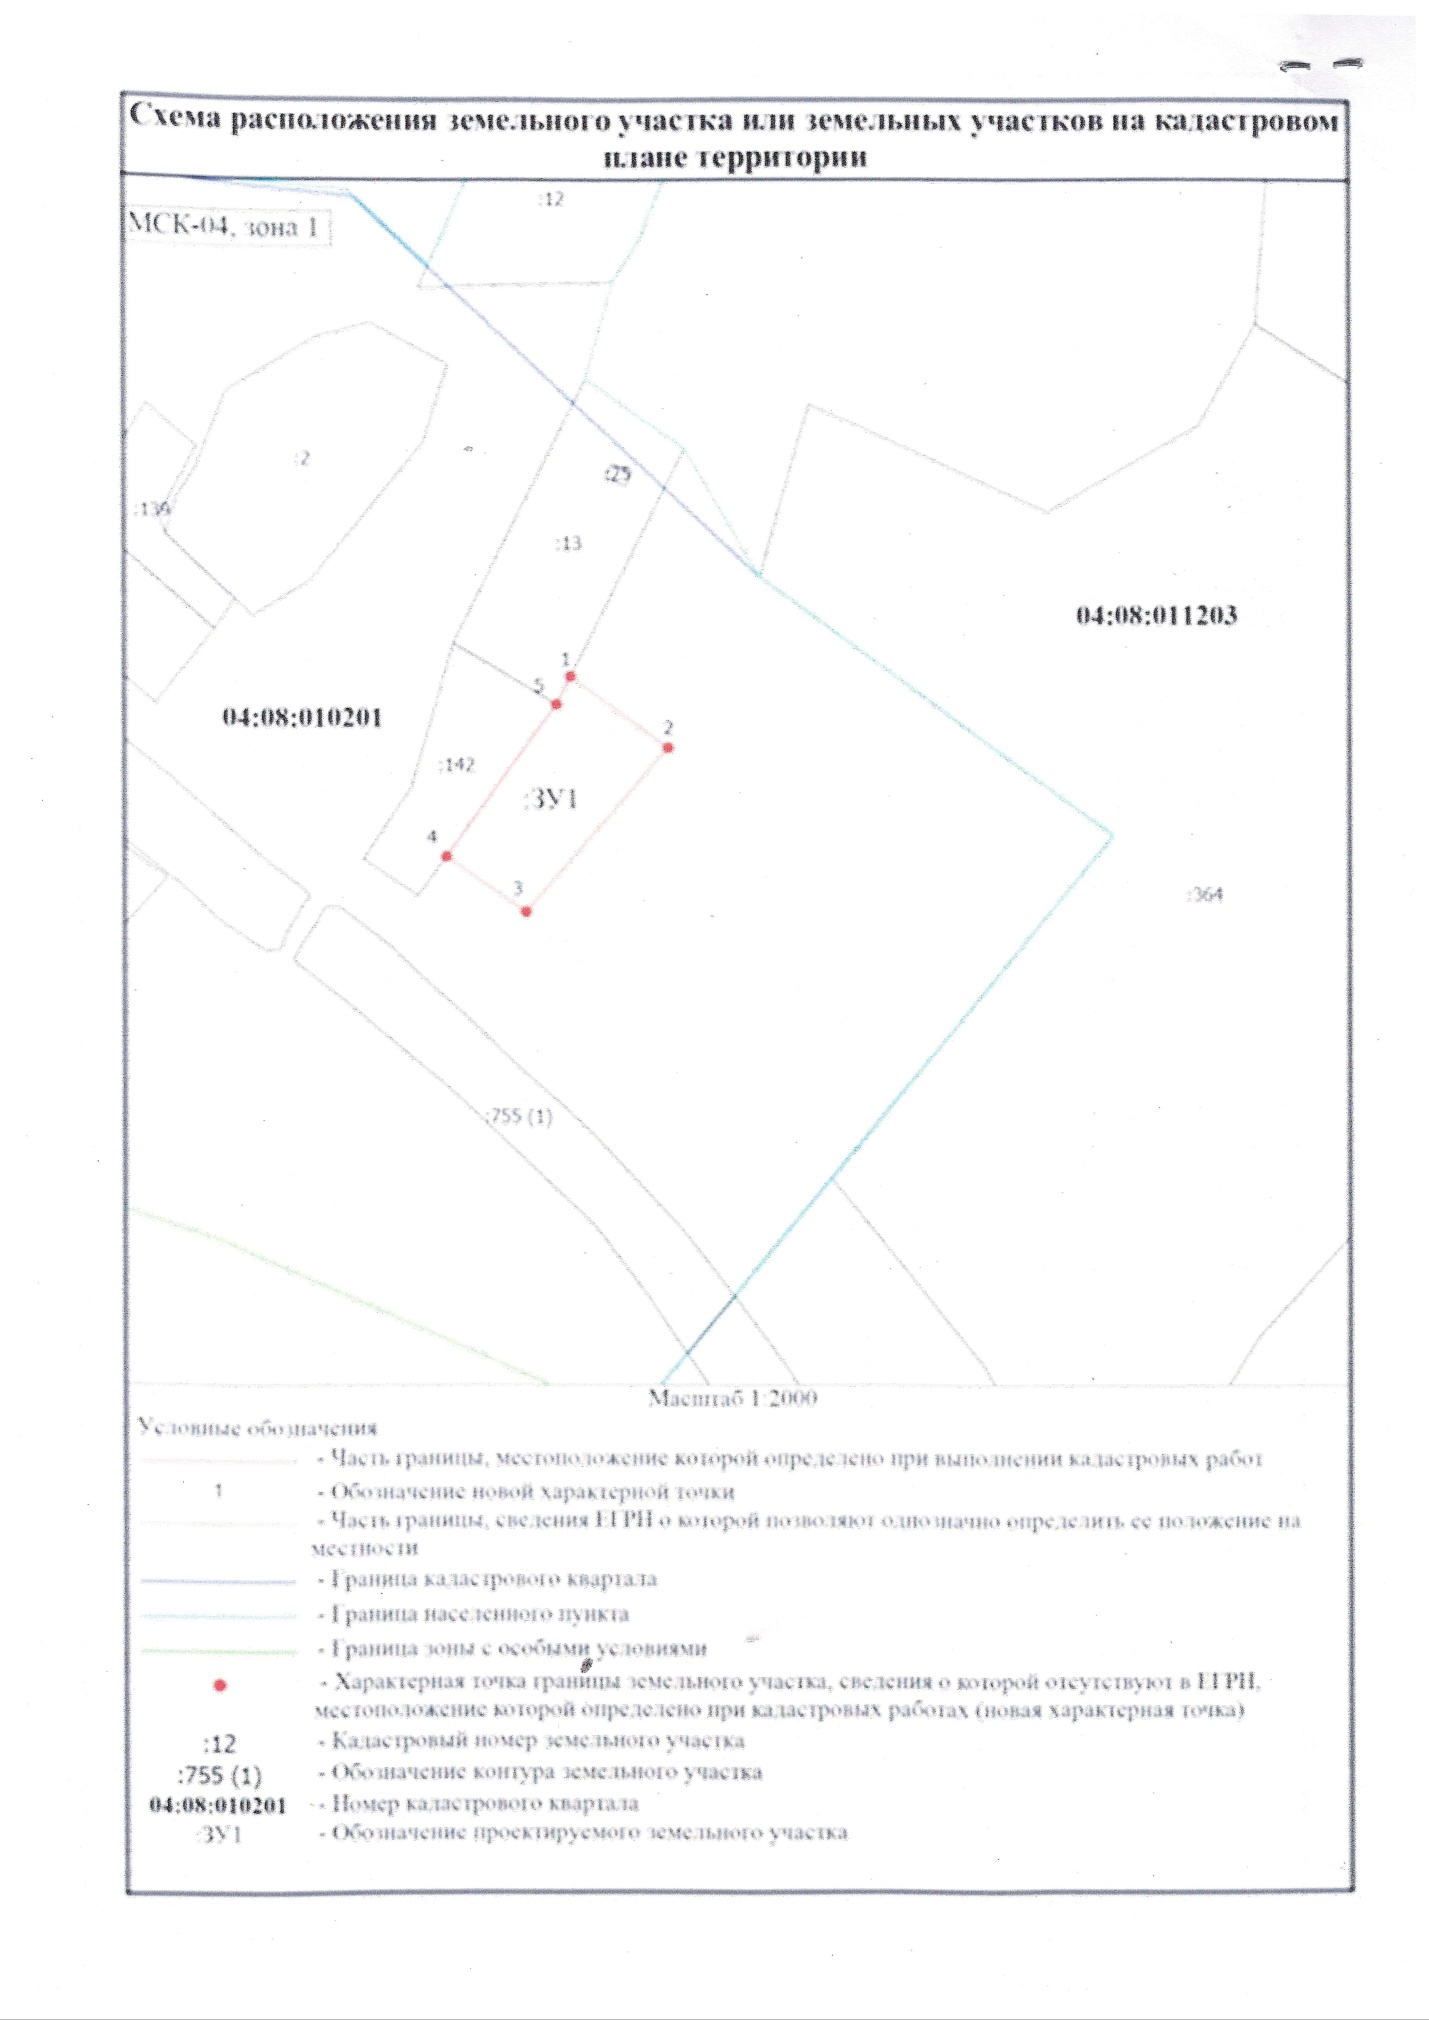 Схема расположения земельного участка или земельных участков на кадастровом
плане территории
МСК-04, зона 1
:12
:2
:139
:13
04:08:011203
1
5
2
04:08:010201
:142
:ЗУ1
4
3
:364
:755 (1)
Масштаб 1:2000
Условные обозначения
- Часть границы, местоположение которой определено при выполнении кадастровых работ
1 - Обозначение новой характерной точки
- Часть границы, сведения ЕГРН о которой позволяют однозначно определить ее положение на
местности
- Граница кадастрового квартала
- Граница населенного пункта
- Граница зоны с особыми условиями
- Характерная точка границы земельного участка, сведения о которой отсутствуют в ЕГРН,
местоположение которой определено при кадастровых работах (новая характерная точка)
:12 - Кадастровый номер земельного участка
:755 (1) - Обозначение контура земельного участка
04:08:010201 - Номер кадастрового квартала
:ЗУ1 - Обозначение проектируемого земельного участка